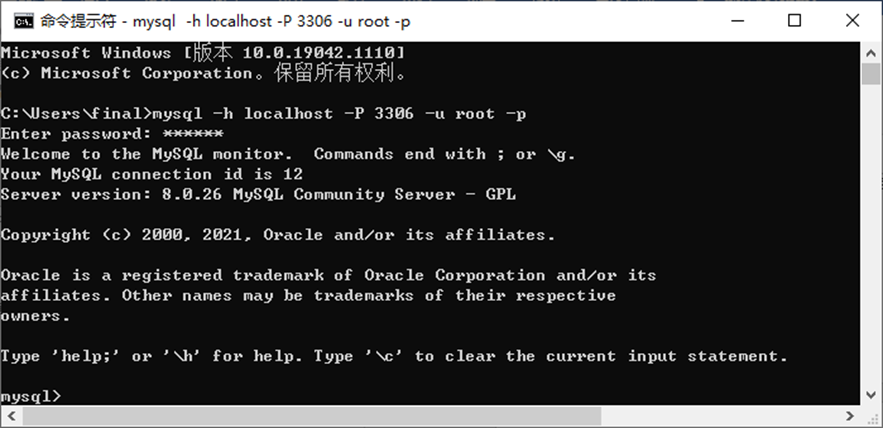 命令提示符 - mysql  -h localhost -P 3306 -u root -p
Microsoft Windows [版本 10.0.19042.1110]
(c) Microsoft Corporation。保留所有权利。
C:\Users\final>mysql -h localhost -P 3306 -u root -p
Enter password: ******
Welcome to the MySQL monitor.  Commands end with ; or \g.
Your MySQL connection id is 12
Server version: 8.0.26 MySQL Community Server - GPL
Copyright (c) 2000, 2021, Oracle and/or its affiliates.
Oracle is a registered trademark of Oracle Corporation and/or its
affiliates. Other names may be trademarks of their respective
owners.
Type 'help;' or '\h' for help. Type '\c' to clear the current input statement.
mysql>